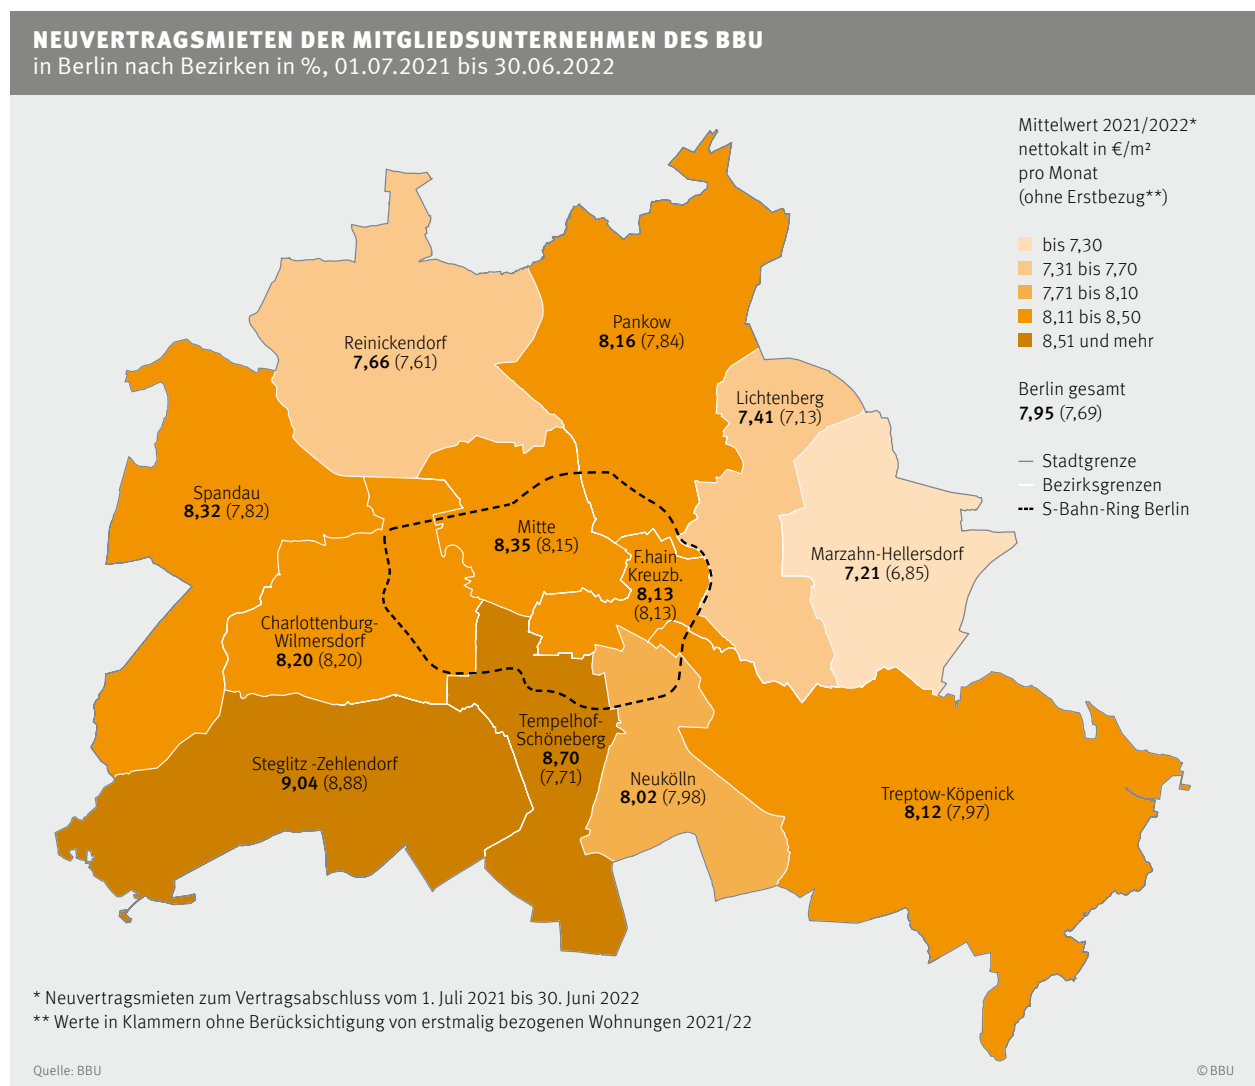 NEUVERTRAGSMIETEN DER MITGLIEDSUNTERNEHMEN DES BBU
in Berlin nach Bezirken in %, 01.07.2021 bis 30.06.2022
Mittelwert 2021/2022*
nettokalt in €/m²
pro Monat
(ohne Erstbezug**)
bis 7,30
7,31 bis 7,70
7,71 bis 8,10
8,11 bis 8,50
8,51 und mehr
Berlin gesamt
7,95 (7,69)
Stadtgrenze
Bezirksgrenzen
S-Bahn-Ring Berlin
Pankow
8,16 (7,84)
Reinickendorf
7,66 (7,61)
Lichtenberg
7,41 (7,13)
Spandau
8,32 (7,82)
Mitte
8,35 (8,15)
F.hain
Kreuzb.
8,13
(8,13)
Marzahn-Hellersdorf
7,21 (6,85)
Charlottenburg-
Wilmersdorf
8,20 (8,20)
Tempelhof-
Schöneberg
8,70
(7,71)
Steglitz -Zehlendorf
9,04 (8,88)
Neukölln
8,02 (7,98)
Treptow-Köpenick
8,12 (7,97)
* Neuvertragsmieten zum Vertragsabschluss vom 1. Juli 2021 bis 30. Juni 2022
** Werte in Klammern ohne Berücksichtigung von erstmalig bezogenen Wohnungen 2021/22
Quelle: BBU
© BBU